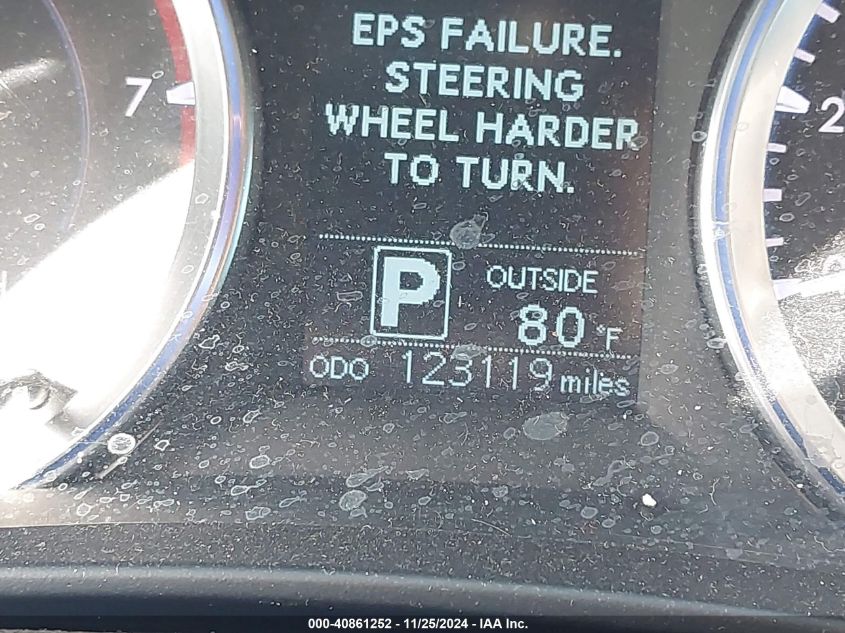 EPS FAILURE.
STEERING
WHEEL HARDER
TO TURN.
7
2
P
OUTSIDE
80 °F
ODO 123119 miles
000-40861252 - 11/25/2024 - IAA Inc.